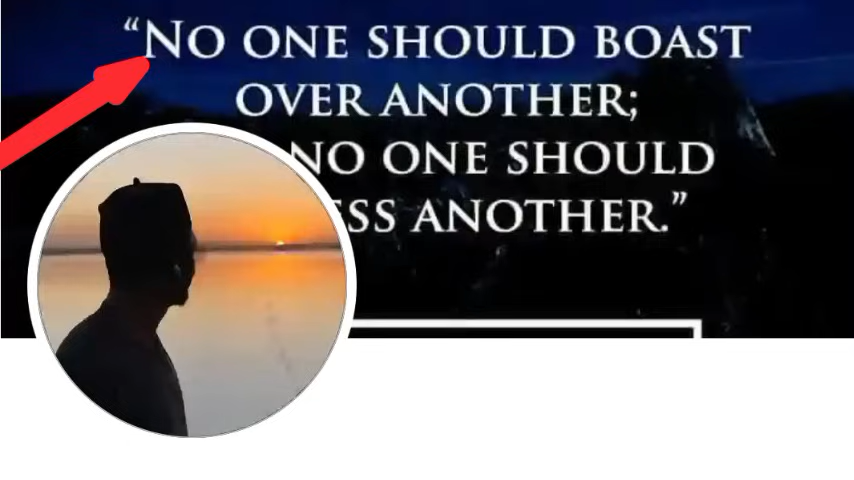 “NO ONE SHOULD BOAST
OVER ANOTHER;
NO ONE SHOULD
ANOTHER.”